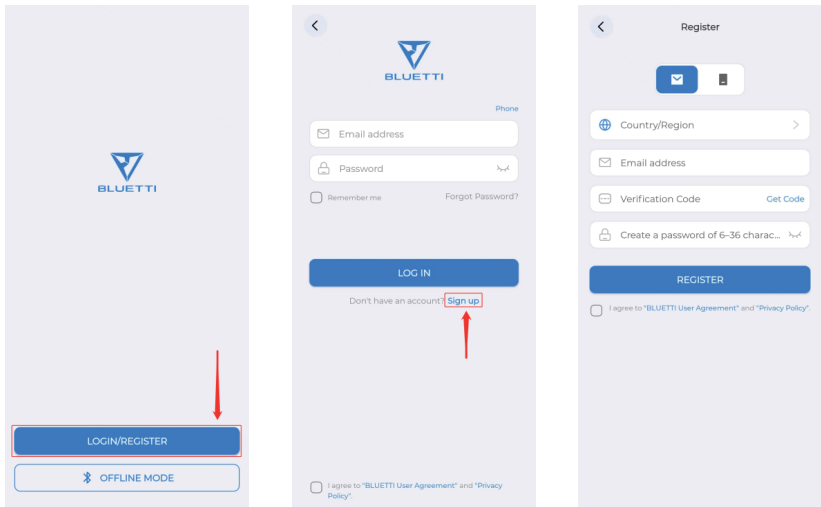 BLUETTI
LOGIN/REGISTER
OFFLINE MODE
BLUETTI
Phone
Email address
Password
Remember me
Forgot Password?
LOG IN
Don't have an account? Sign up
I agree to "BLUETTI User Agreement" and "Privacy
Policy".
Register
Country/Region
Email address
Verification Code
Get Code
Create a password of 6–36 charac...
REGISTER
I agree to "BLUETTI User Agreement" and "Privacy Policy".